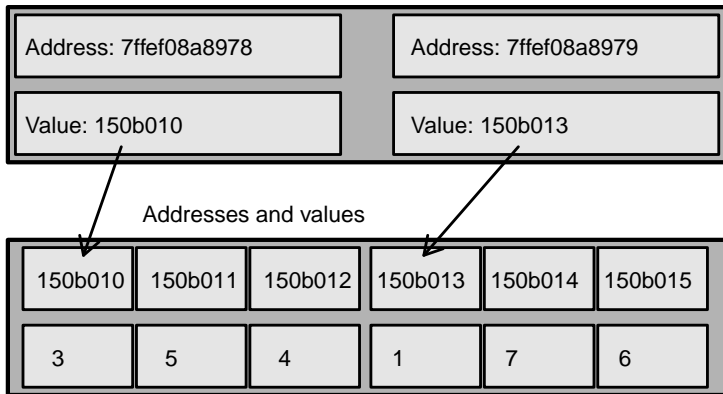 Address: 7ffef08a8978 Address: 7ffef08a8979
Value: 150b010 Value: 150b013
Addresses and values
150b010 150b011 150b012 150b013 150b014 150b015
3 5 4 1 7 6